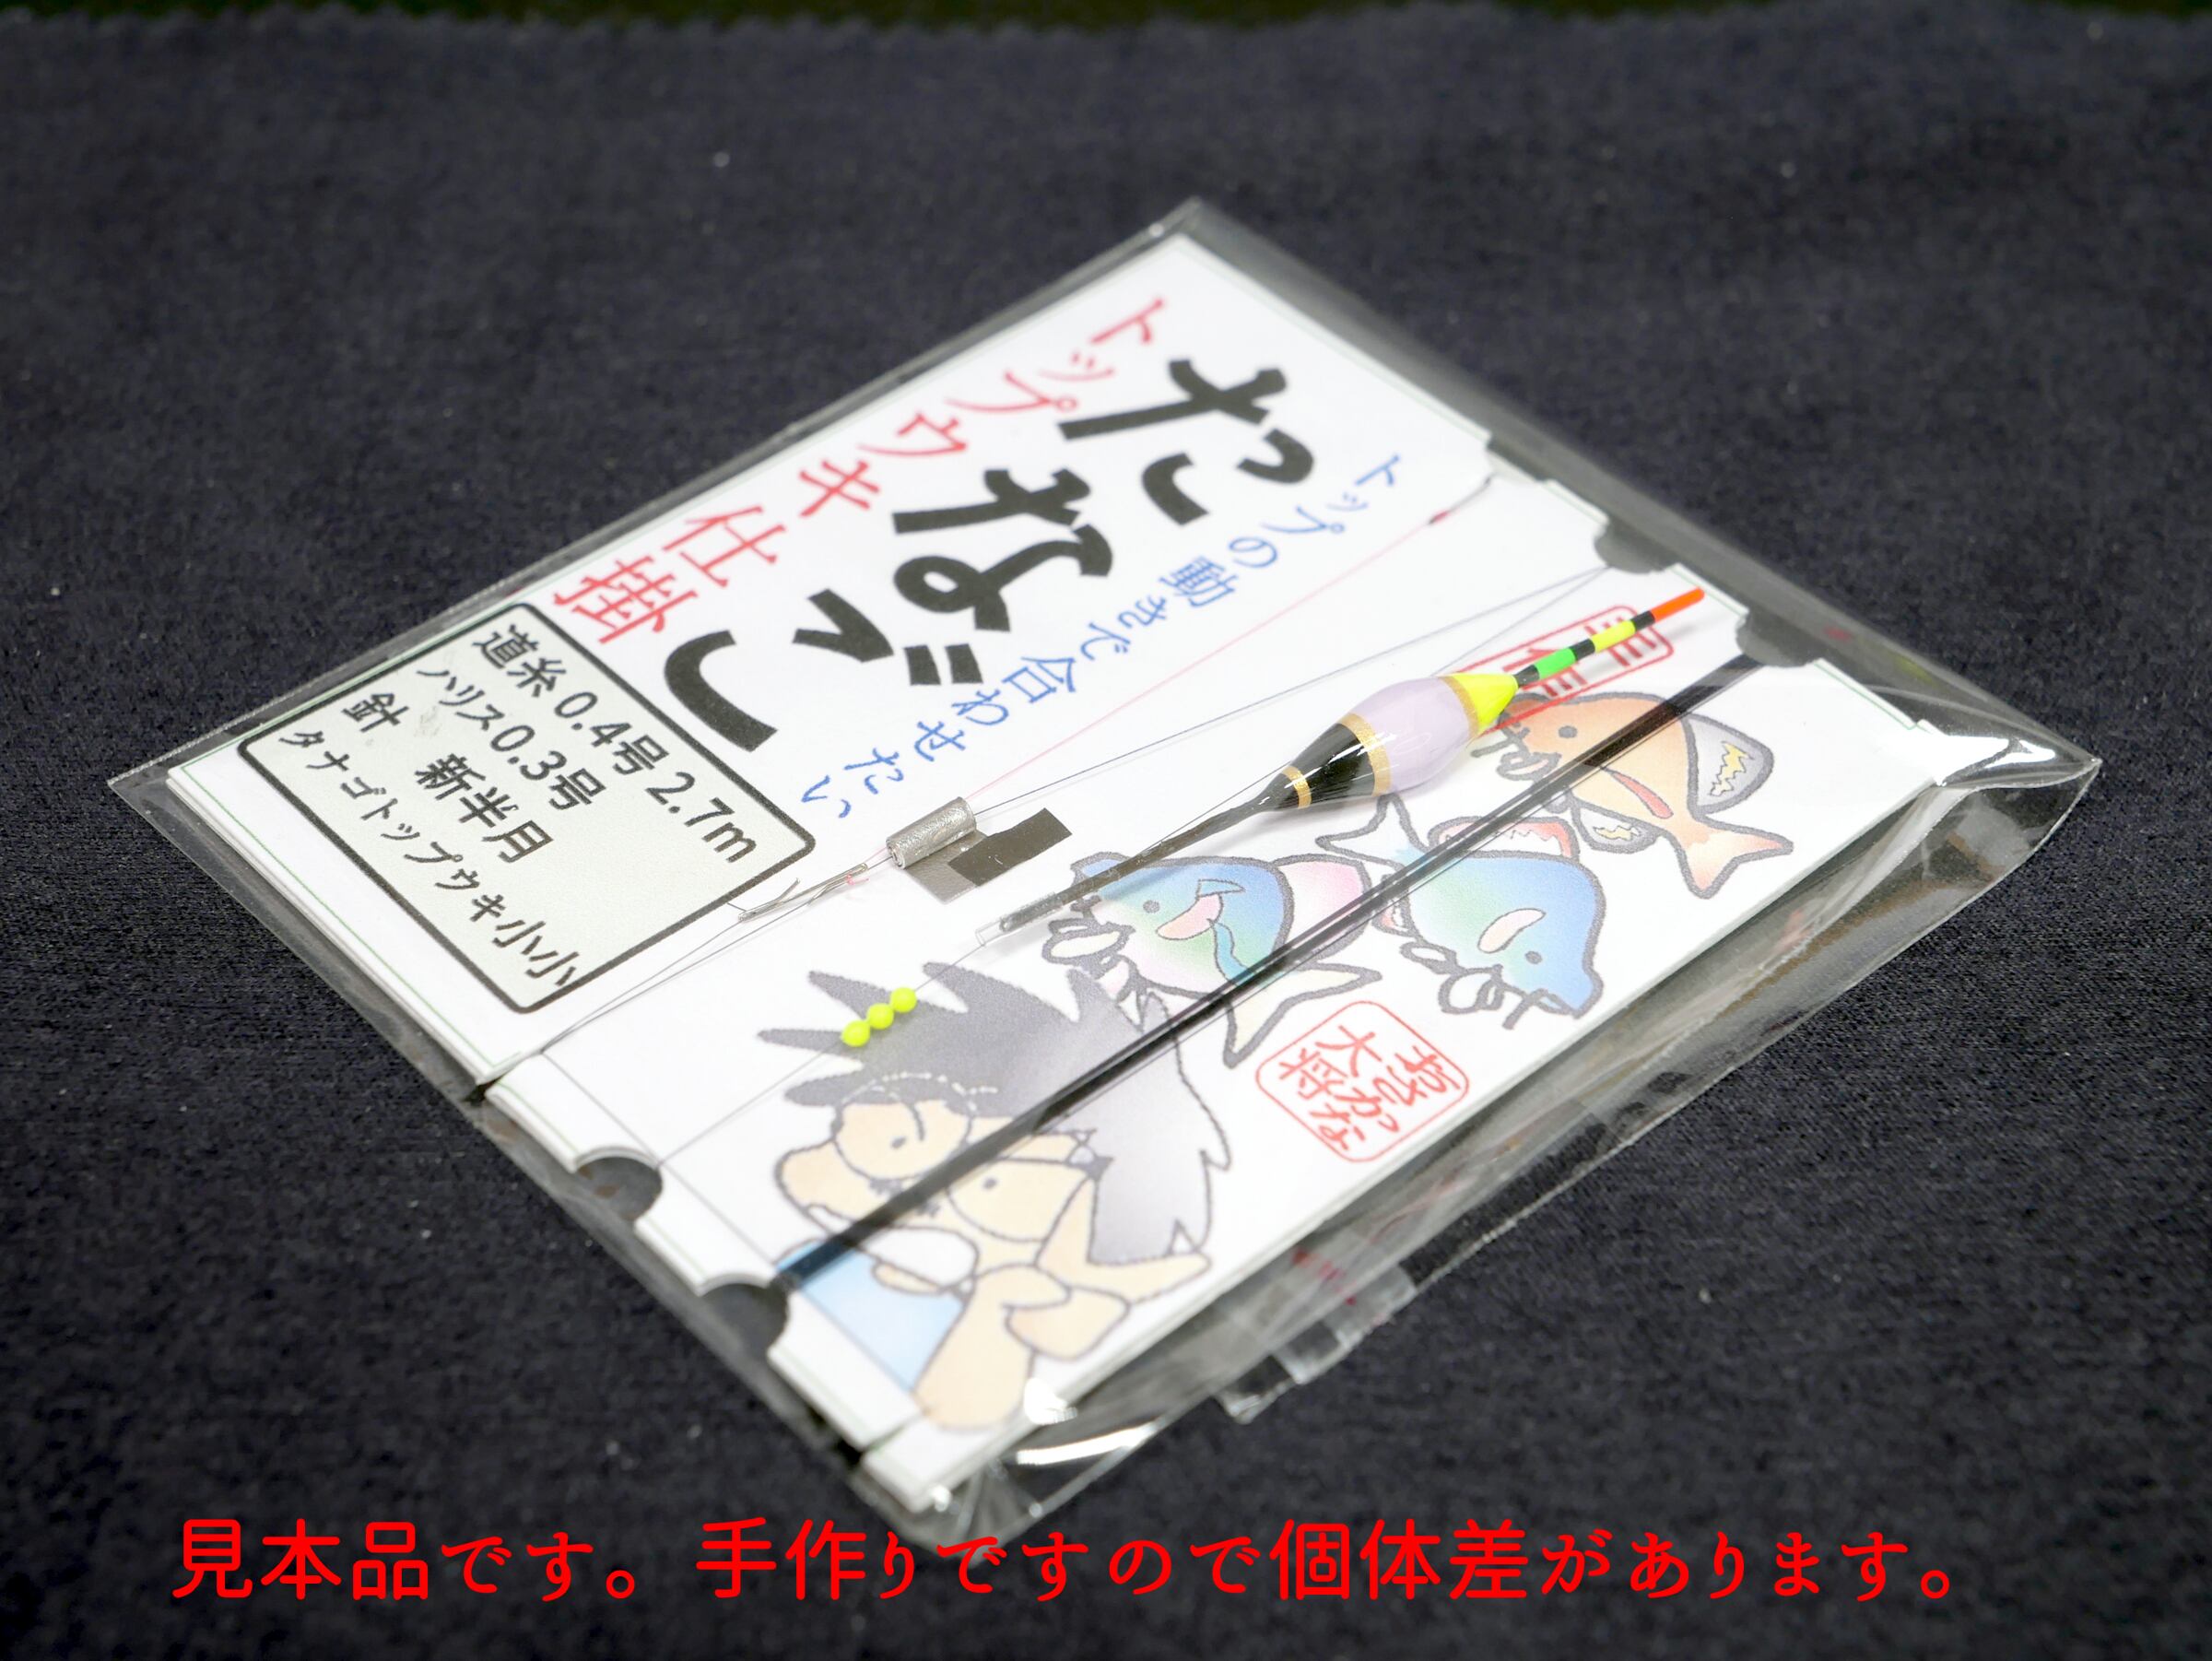 トップの動きで合わせたい
たなご
トップウキ仕掛
道糸0.4号2.7m
ハリス0.3号
針 新半月
タナゴトップウキ小小
おさかな
大将
見本品です。手作りですので個体差があります。